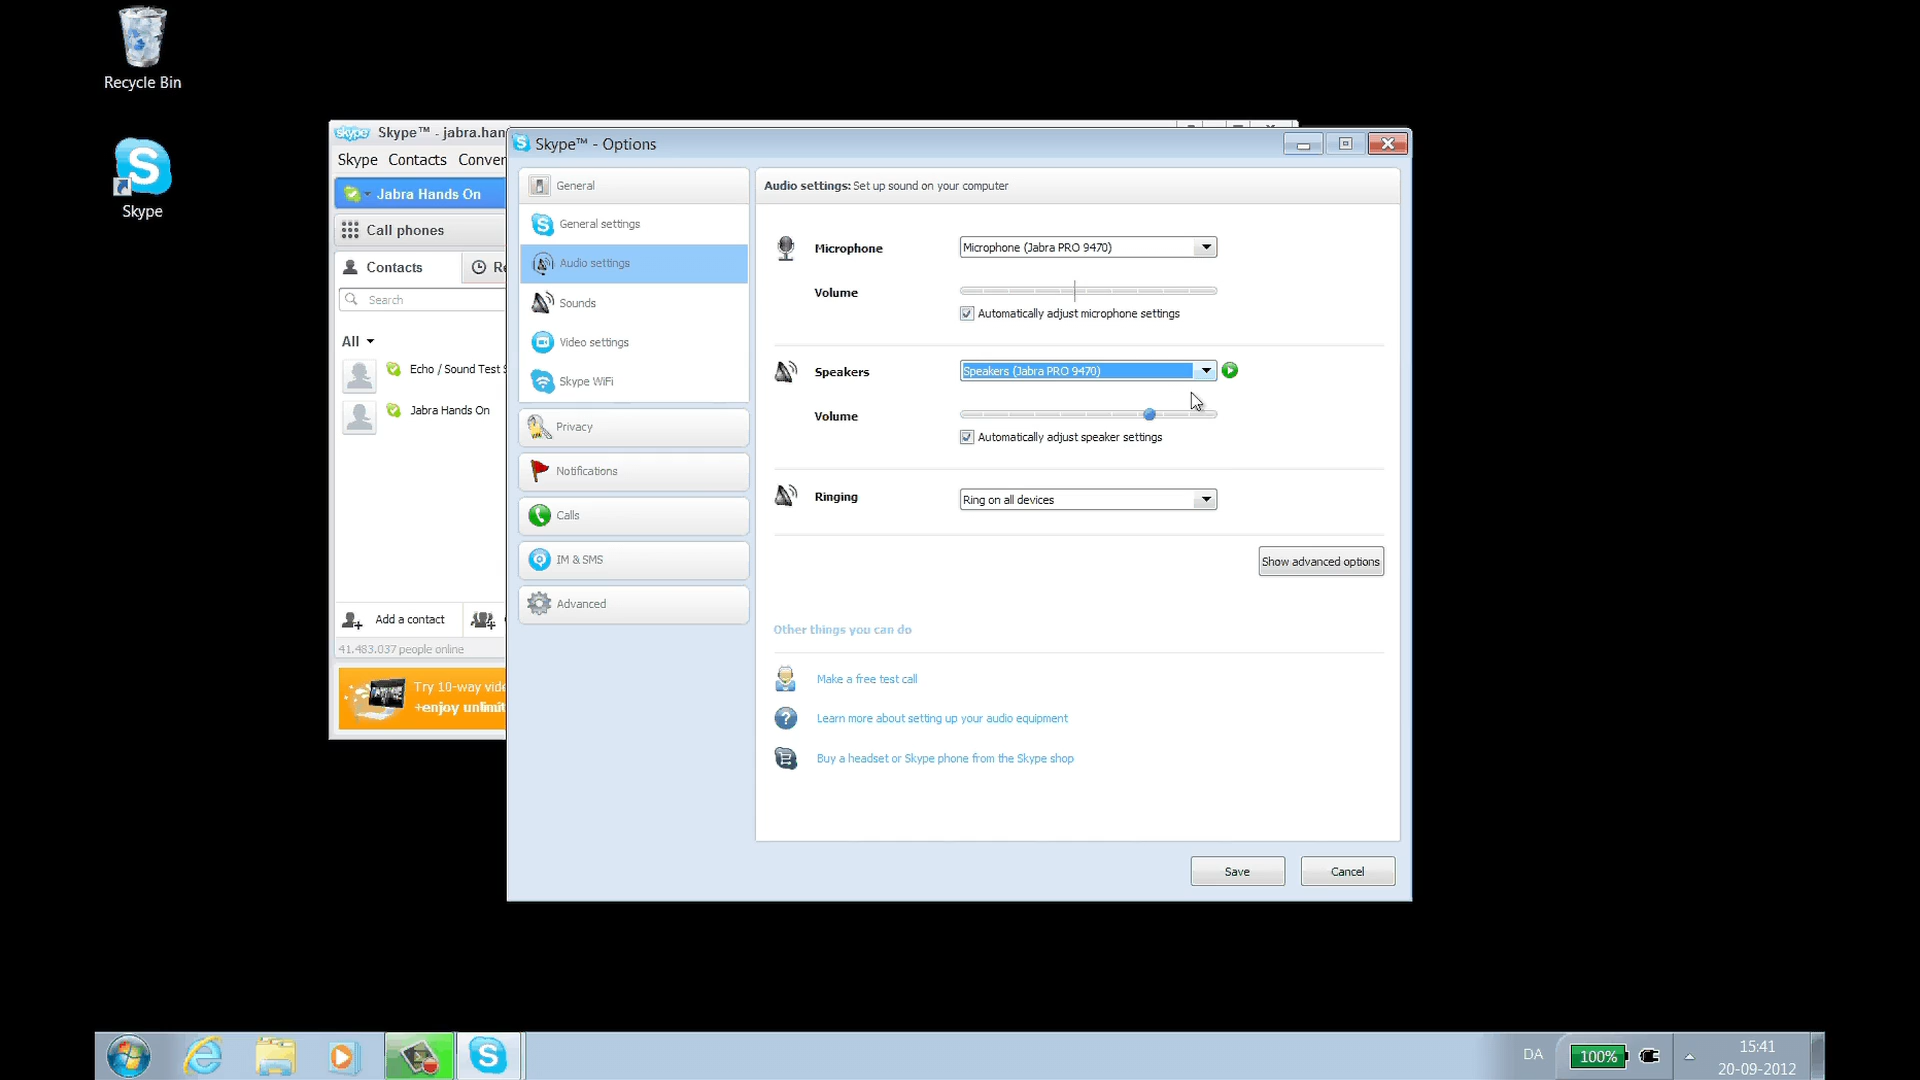 Recycle Bin
Skype
skype Skype™ - jabra.han
Skype Contacts Conver
Jabra Hands On
Call phones
Contacts
Search
All
Echo / Sound Test
Jabra Hands On
Add a contact
41.483.037 people online
Try 10-way vide
+enjoy unlimit
Skype™ - Options
General
General settings
Audio settings
Sounds
Video settings
Skype WiFi
Privacy
Notifications
Calls
IM & SMS
Advanced
Audio settings: Set up sound on your computer
Microphone
Microphone (Jabra PRO 9470)
Volume
Automatically adjust microphone settings
Speakers
Speakers (Jabra PRO 9470)
Volume
Automatically adjust speaker settings
Ringing
Ring on all devices
Show advanced options
Other things you can do
Make a free test call
Learn more about setting up your audio equipment
Buy a headset or Skype phone from the Skype shop
Save
Cancel
DA
100%
15:41
20-09-2012